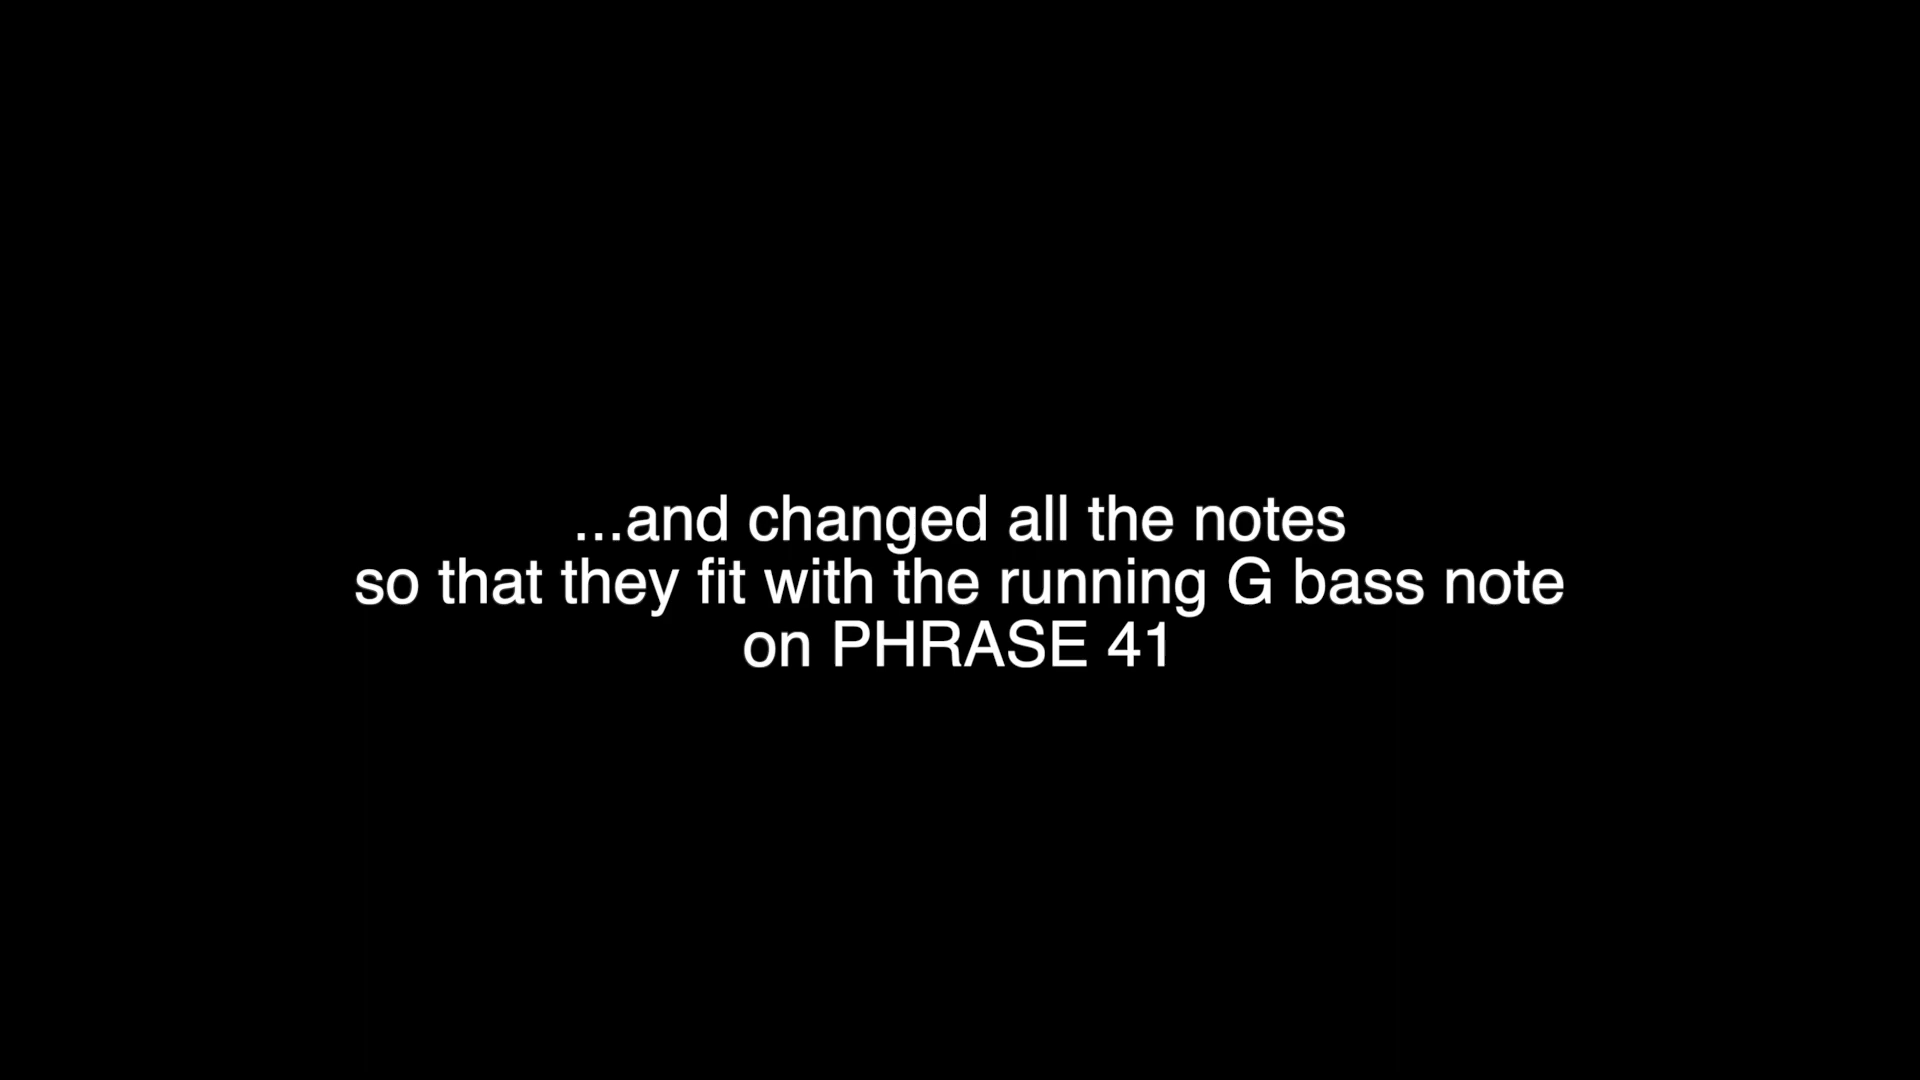 ...and changed all the notes
so that they fit with the running G bass note
on PHRASE 41